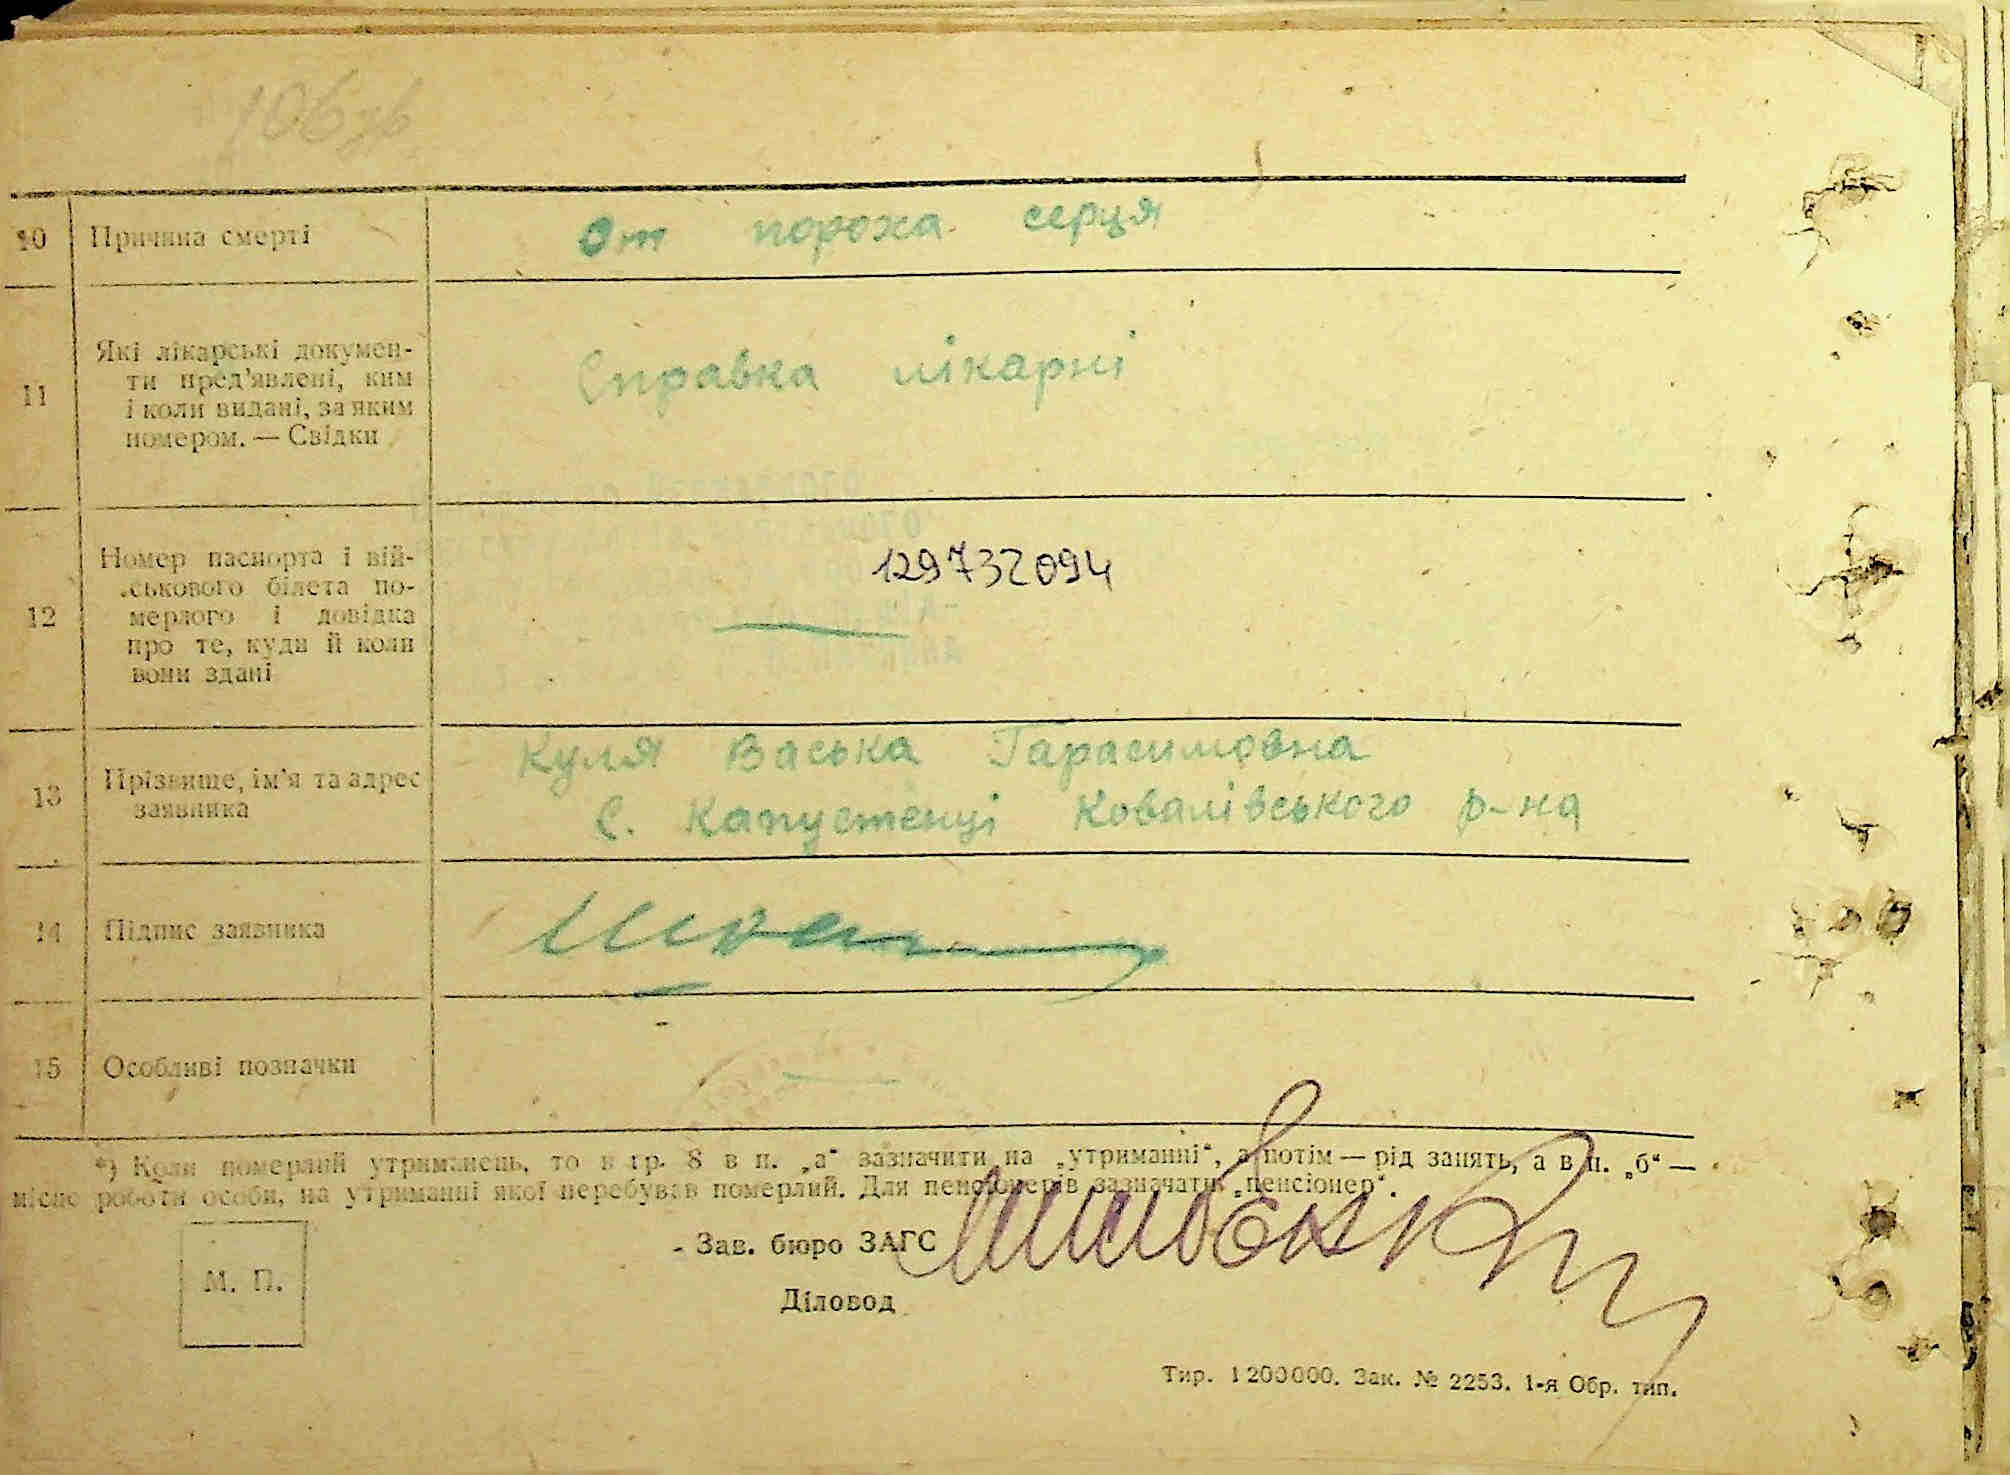 106 зв
10 Причина смерті От порока серця
11 Які лікарські докумен-
ти пред'явлені, ким
і коли видані, за яким
номером. — Свідки
Справка лікарні
12 Номер паспорта і вій-
ськового білета по-
мерлого і довідка
про те, куди й коли
вони здані
129732094
13 Прізвище, ім'я та адрес
заявника
Куля Васька Гарасимовна
С. Капустенці Ковалівського р-на
14 Підпис заявника
15 Особливі позначки
*) Коли померлий утриманець, то в гр. 8 в п. „а“ зазначити на „утриманні“, а потім — рід занять, а в п. „б“ —
місце роботи особи, на утриманні якої перебував померлий. Для пенсіонерів зазначати „пенсіонер“.
Зав. бюро ЗАГС
М. П.
Діловод
Тир. 1200000. Зак. № 2253. 1-я Обр. тип.